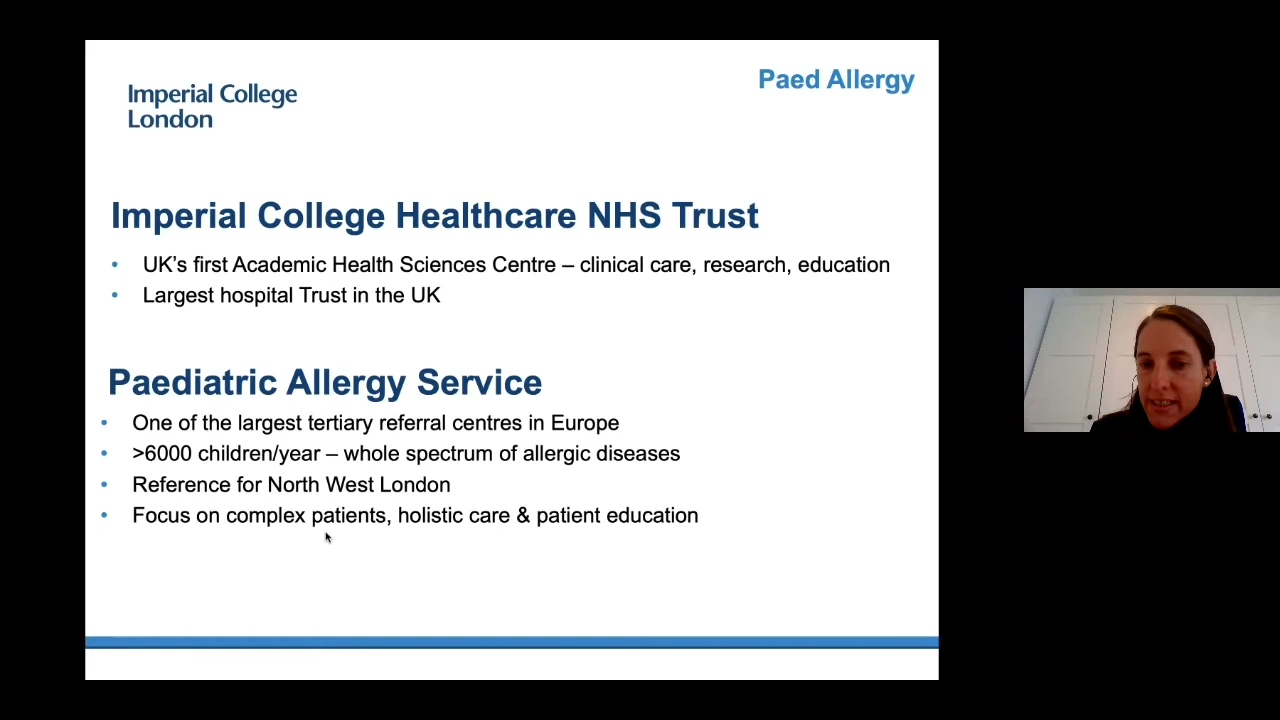 Imperial College
London
Paed Allergy
Imperial College Healthcare NHS Trust
• UK’s first Academic Health Sciences Centre – clinical care, research, education
• Largest hospital Trust in the UK
Paediatric Allergy Service
• One of the largest tertiary referral centres in Europe
• >6000 children/year – whole spectrum of allergic diseases
• Reference for North West London
• Focus on complex patients, holistic care & patient education